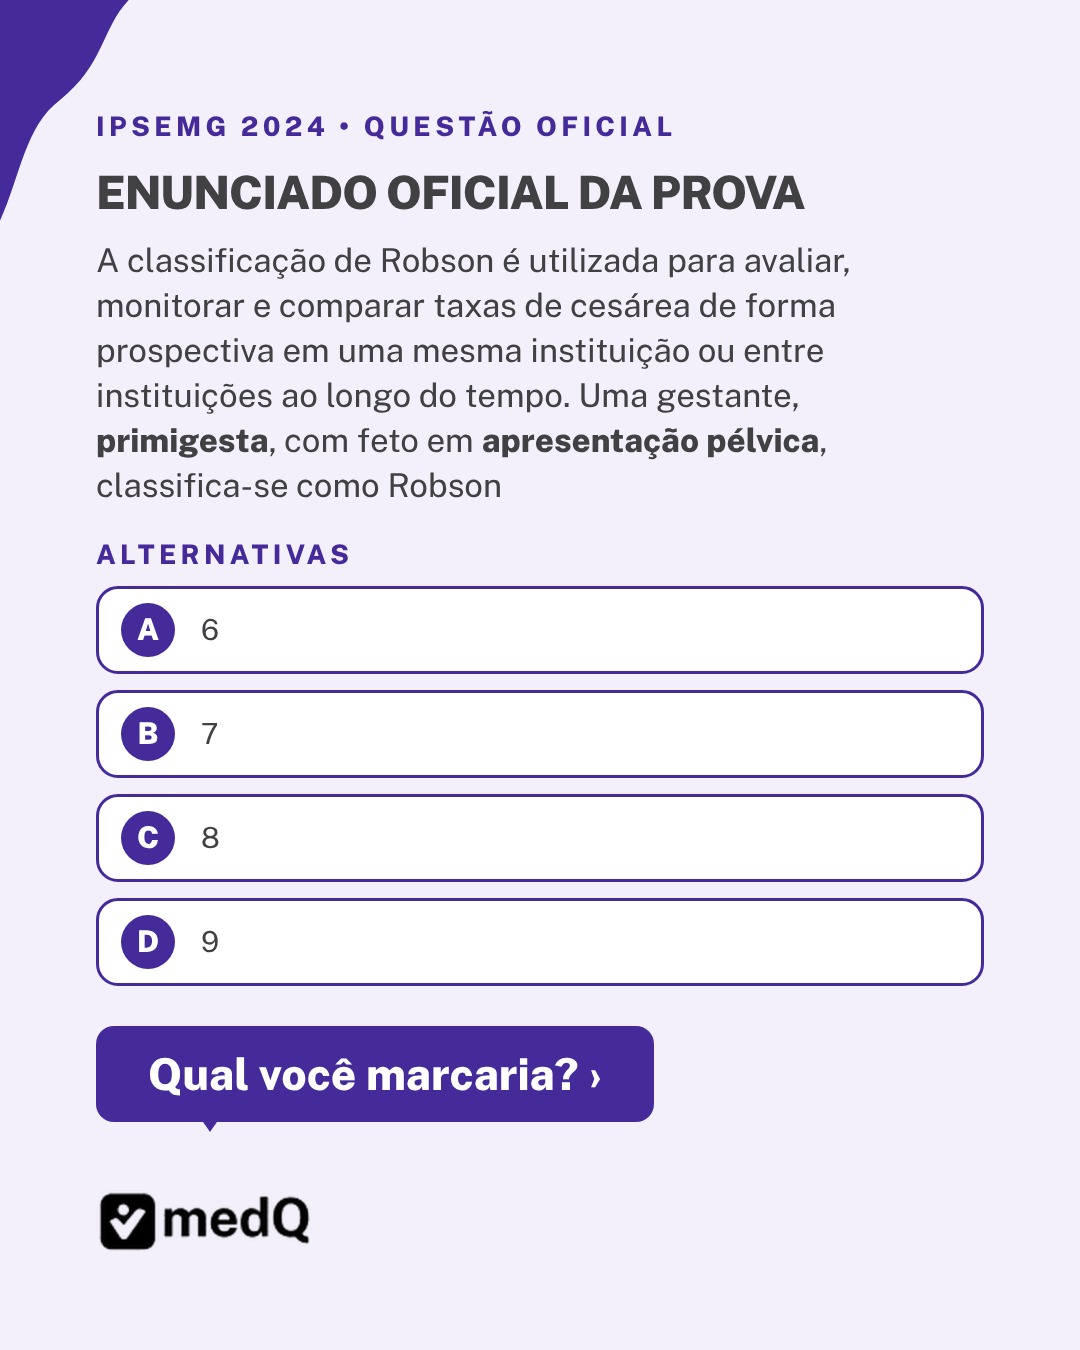 IPSEMG 2024 • QUESTÃO OFICIAL
ENUNCIADO OFICIAL DA PROVA
A classificação de Robson é utilizada para avaliar,
monitorar e comparar taxas de cesárea de forma
prospectiva em uma mesma instituição ou entre
instituições ao longo do tempo. Uma gestante,
primigesta, com feto em apresentação pélvica,
classifica-se como Robson
ALTERNATIVAS
A 6
B 7
C 8
D 9
Qual você marcaria? ›
medQ